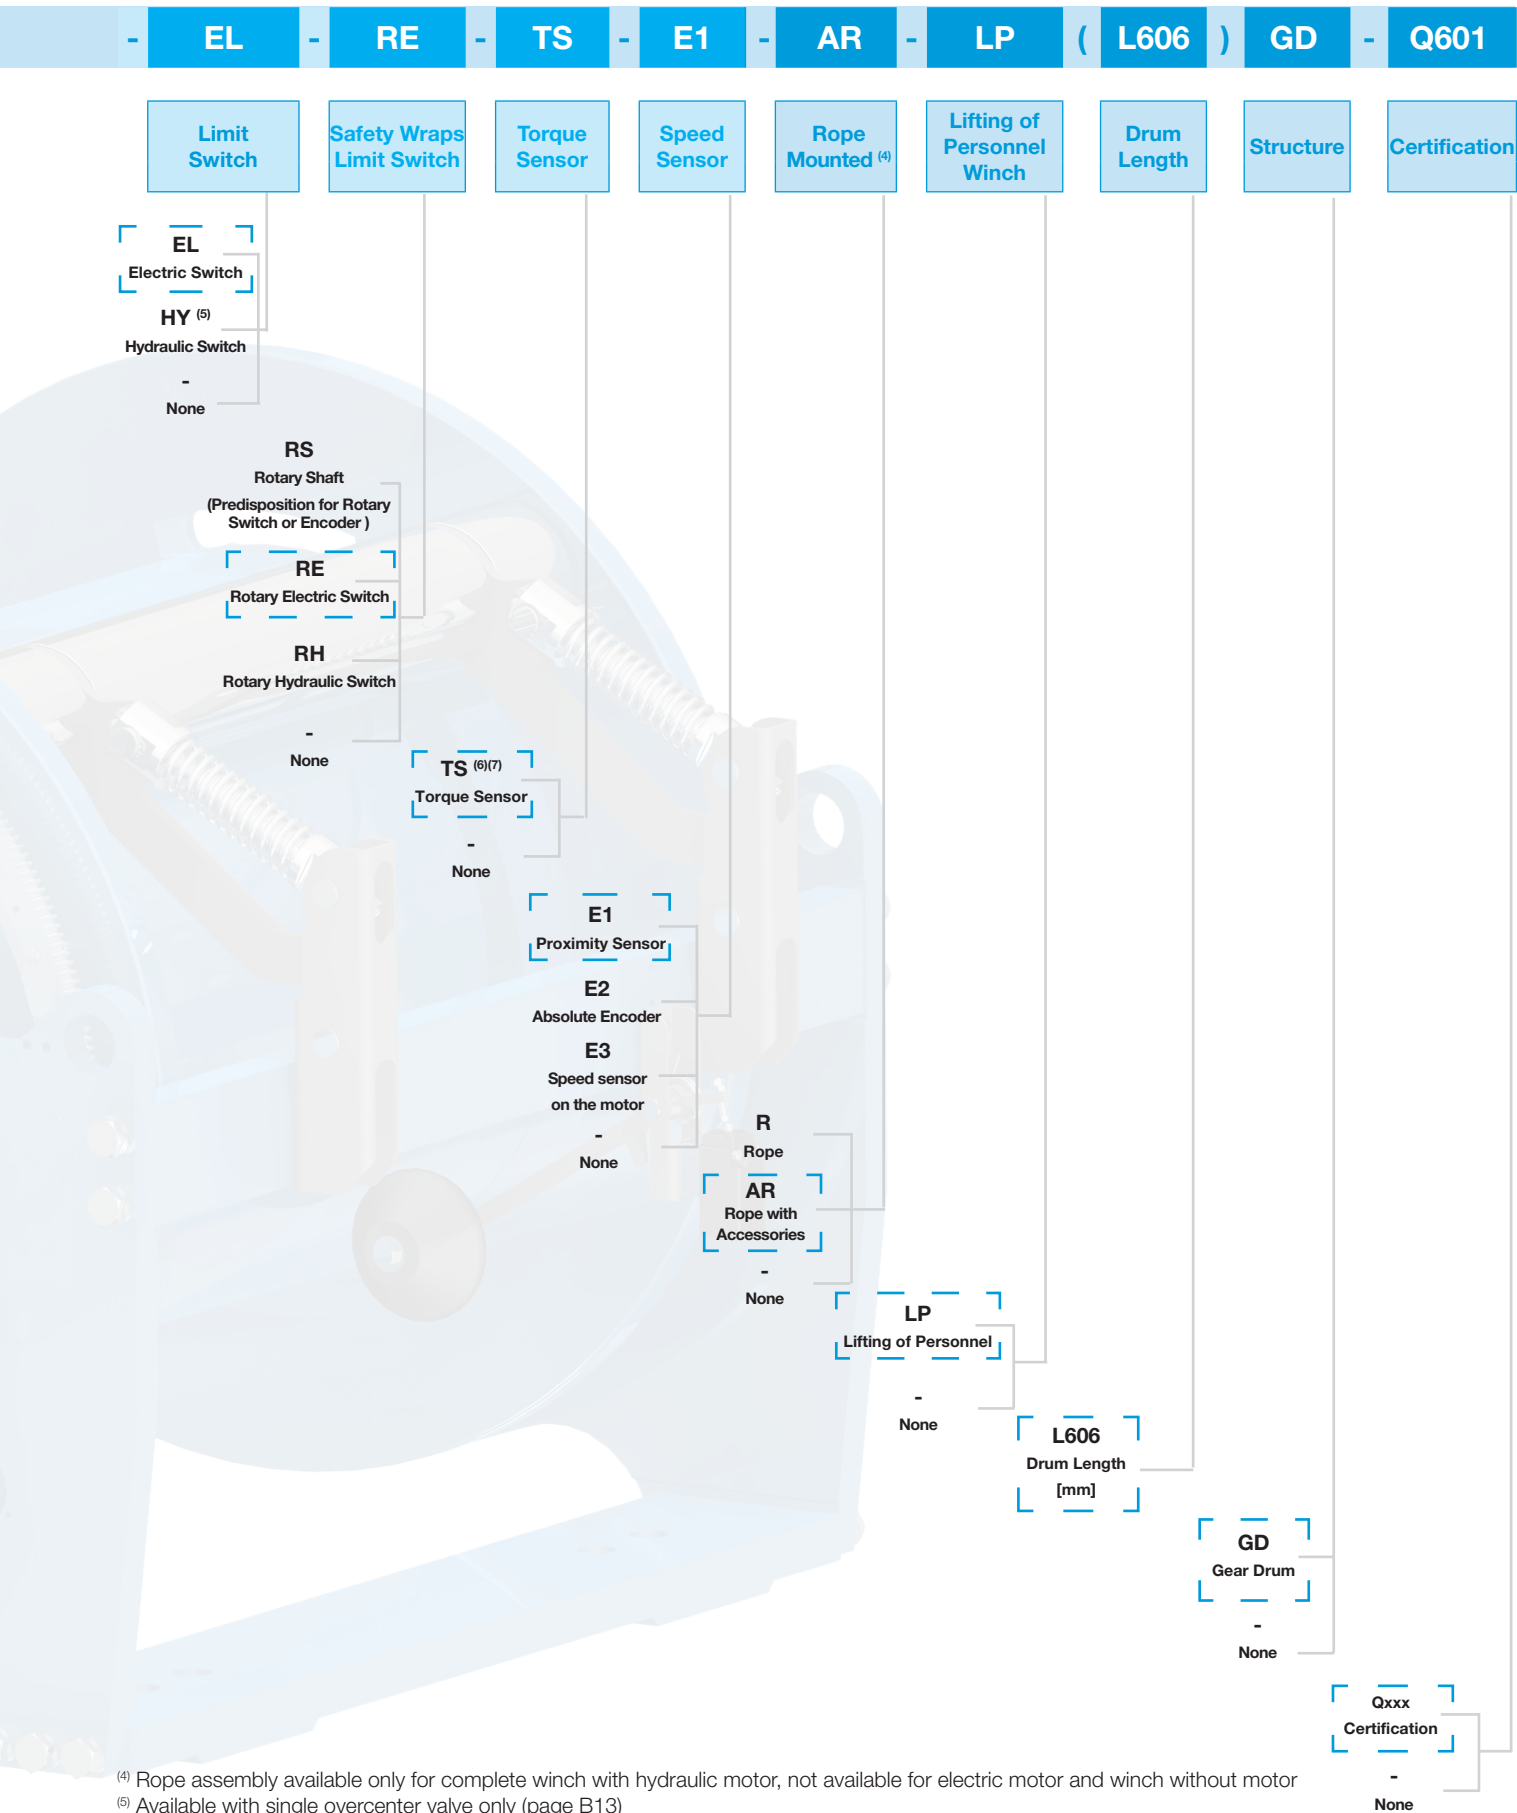 - EL - RE - TS - E1 - AR - LP ( L606 ) GD - Q601
Limit
Switch
Safety Wraps
Limit Switch
Torque
Sensor
Speed
Sensor
Rope
Mounted (4)
Lifting of
Personnel
Winch
Drum
Length
Structure
Certification
EL
Electric Switch
HY (5)
Hydraulic Switch
-
None
RS
Rotary Shaft
(Predisposition for Rotary
Switch or Encoder )
RE
Rotary Electric Switch
RH
Rotary Hydraulic Switch
-
None
TS (6)(7)
Torque Sensor
-
None
E1
Proximity Sensor
E2
Absolute Encoder
E3
Speed sensor
on the motor
-
None
R
Rope
AR
Rope with
Accessories
-
None
LP
Lifting of Personnel
-
None
L606
Drum Length
[mm]
GD
Gear Drum
-
None
Qxxx
Certification
-
None
(4) Rope assembly available only for complete winch with hydraulic motor, not available for electric motor and winch without motor
(5) Available with single overcenter valve only (page B13)